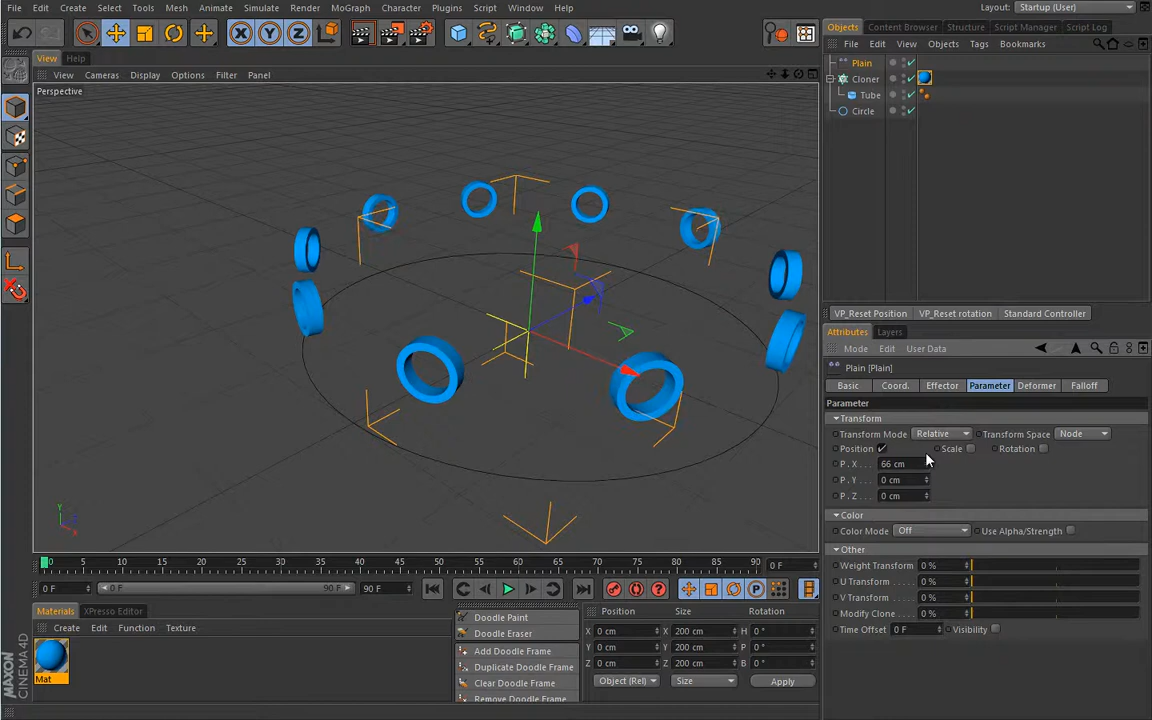 File Edit Create Select Tools Mesh Animate Simulate Render MoGraph Character Plugins Script Window Help Layout: Startup (User)
X Y Z
View Help
View Cameras Display Options Filter Panel
Perspective
Objects Content Browser Structure Script Manager Script Log
File Edit View Objects Tags Bookmarks
Plain
Cloner
Tube
Circle
VP_Reset Position VP_Reset rotation Standard Controller
Attributes Layers
Mode Edit User Data
Plain [Plain]
Basic Coord. Effector Parameter Deformer Falloff
Parameter
Transform
Transform Mode Relative Transform Space Node
Position Scale Rotation
P . X . . . 66 cm
P . Y . . . 0 cm
P . Z . . . 0 cm
Color
Color Mode Off Use Alpha/Strength
Other
Weight Transform 0 %
U Transform . . . . . 0 %
V Transform . . . . . 0 %
Modify Clone . . . . 0 %
Time Offset . . 0 F Visibility
Y
X
0 5 10 15 20 25 30 35 40 45 50 55 60 65 70 75 80 85 90 0 F
0 F 0 F 90 F 90 F
Materials XPresso Editor
Create Edit Function Texture
Mat
Doodle Paint
Doodle Eraser
Add Doodle Frame
Duplicate Doodle Frame
Clear Doodle Frame
Remove Doodle Frame
Position Size Rotation
X 0 cm X 200 cm H 0 °
Y 0 cm Y 200 cm P 0 °
Z 0 cm Z 200 cm B 0 °
Object (Rel) Size Apply
MAXON CINEMA4D